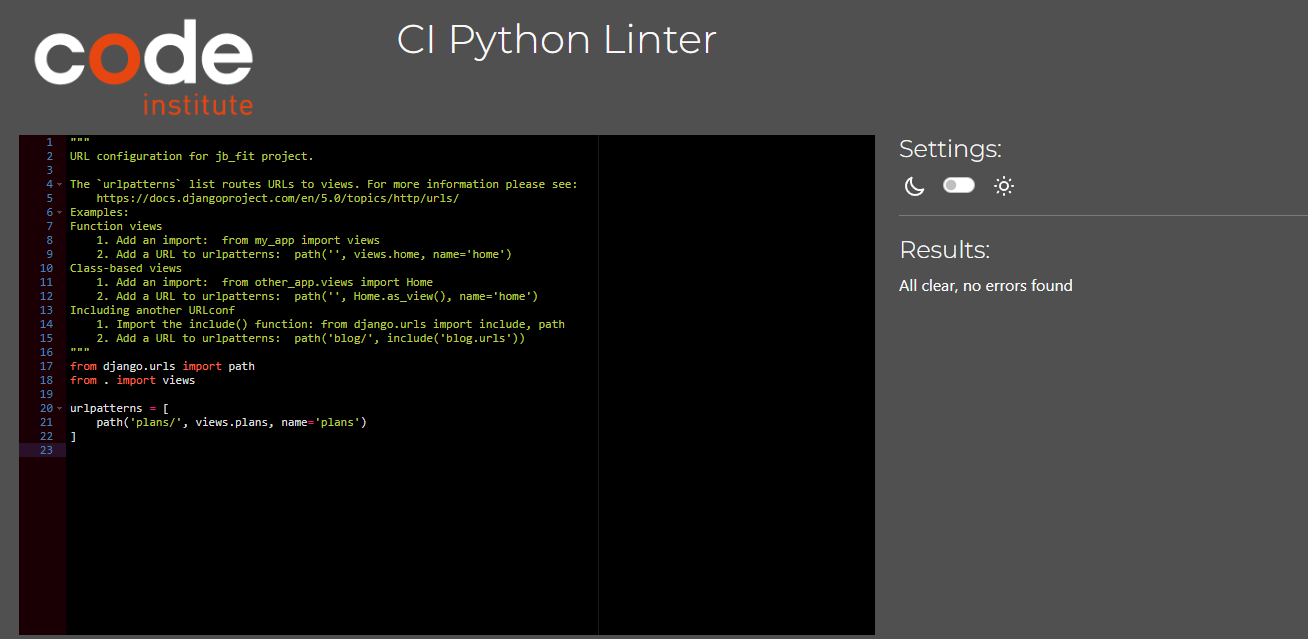 code
institute
CI Python Linter
1 """
2 URL configuration for jb_fit project.
3
4 The `urlpatterns` list routes URLs to views. For more information please see:
5     https://docs.djangoproject.com/en/5.0/topics/http/urls/
6 Examples:
7 Function views
8     1. Add an import:  from my_app import views
9     2. Add a URL to urlpatterns:  path('', views.home, name='home')
10 Class-based views
11     1. Add an import:  from other_app.views import Home
12     2. Add a URL to urlpatterns:  path('', Home.as_view(), name='home')
13 Including another URLconf
14     1. Import the include() function: from django.urls import include, path
15     2. Add a URL to urlpatterns:  path('blog/', include('blog.urls'))
16 """
17 from django.urls import path
18 from . import views
19
20 urlpatterns = [
21     path('plans/', views.plans, name='plans')
22 ]
23
Settings:
Results:
All clear, no errors found